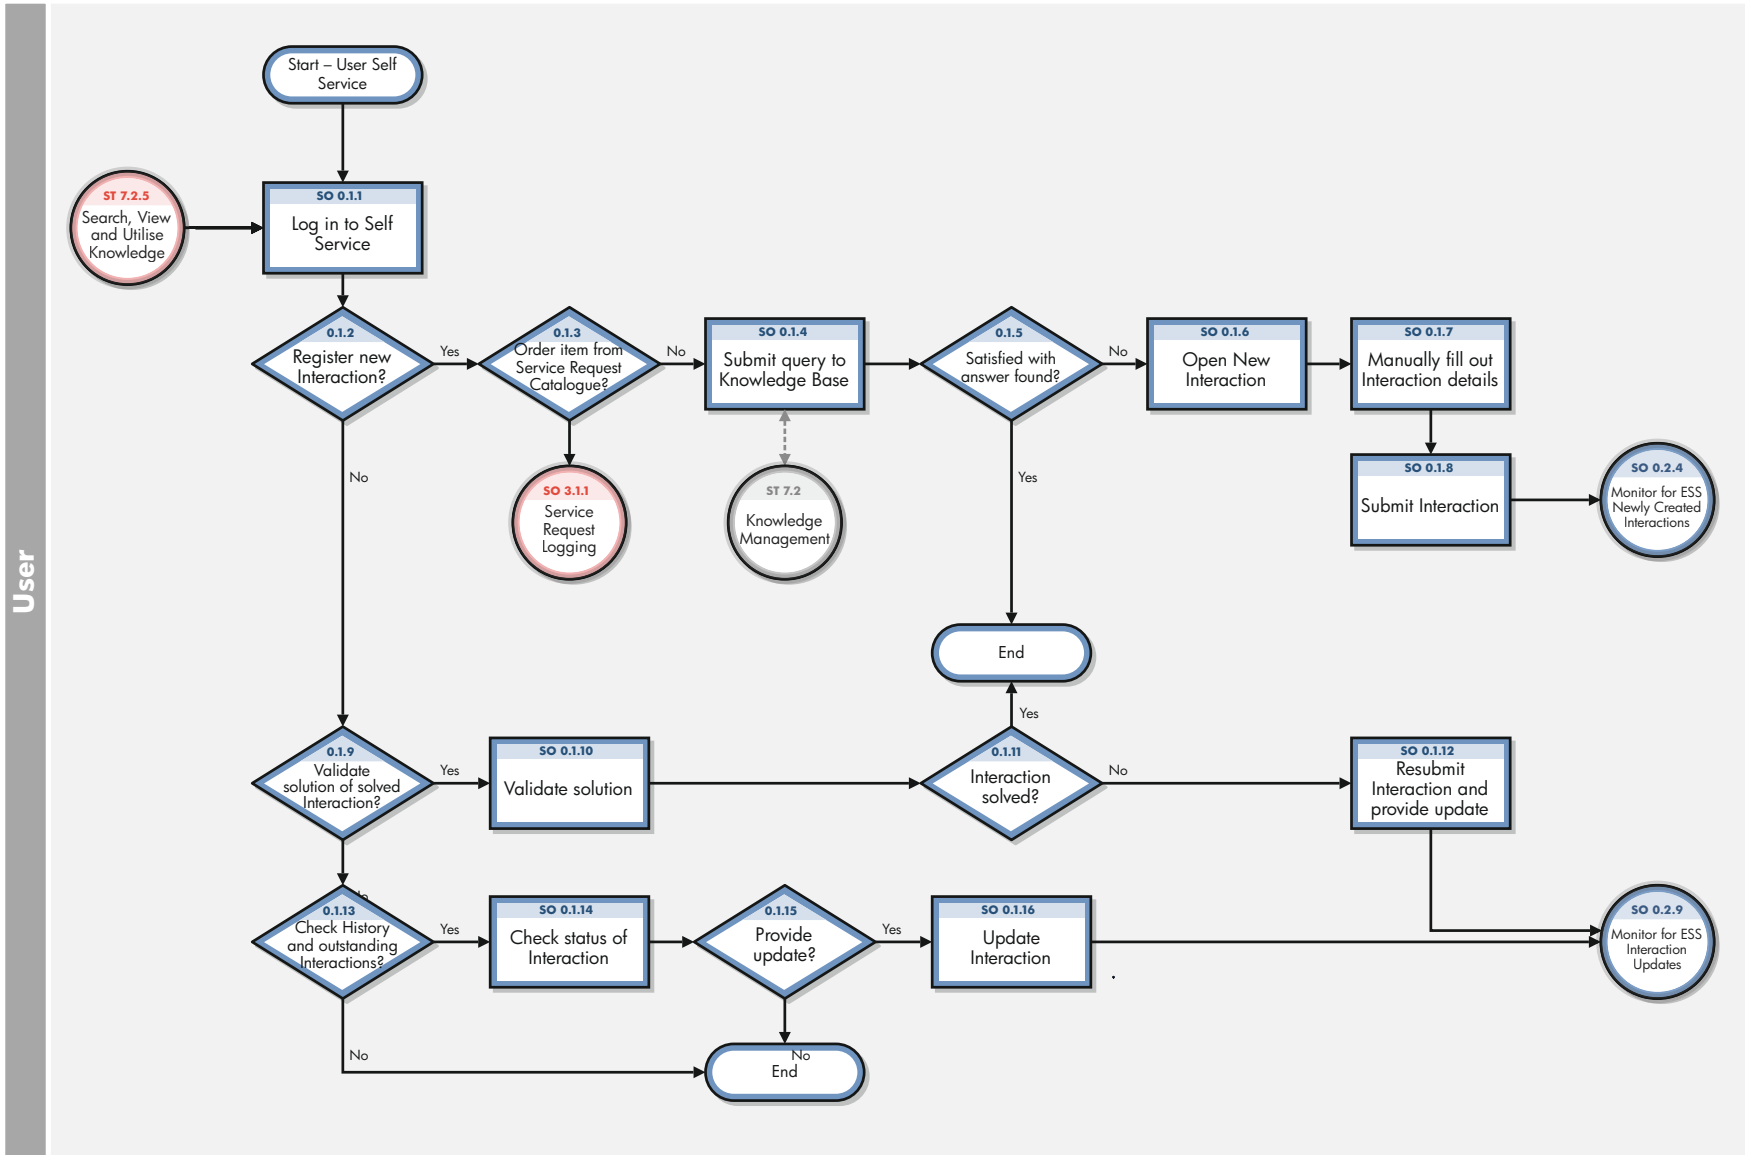 User
Start – User Self
Service
ST 7.2.5
Search, View
and Utilise
Knowledge
SO 0.1.1
Log in to Self
Service
0.1.2
Register new
Interaction?
Yes
No
0.1.3
Order item from
Service Request
Catalogue?
No
SO 0.1.4
Submit query to
Knowledge Base
0.1.5
Satisfied with
answer found?
No
Yes
SO 0.1.6
Open New
Interaction
SO 0.1.7
Manually fill out
Interaction details
SO 3.1.1
Service
Request
Logging
ST 7.2
Knowledge
Management
SO 0.1.8
Submit Interaction
SO 0.2.4
Monitor for ESS
Newly Created
Interactions
End
Yes
0.1.9
Validate
solution of solved
Interaction?
Yes
SO 0.1.10
Validate solution
0.1.11
Interaction
solved?
No
SO 0.1.12
Resubmit
Interaction and
provide update
0.1.13
Check History
and outstanding
Interactions?
Yes
No
SO 0.1.14
Check status of
Interaction
0.1.15
Provide
update?
Yes
No
SO 0.1.16
Update
Interaction
SO 0.2.9
Monitor for ESS
Interaction
Updates
End